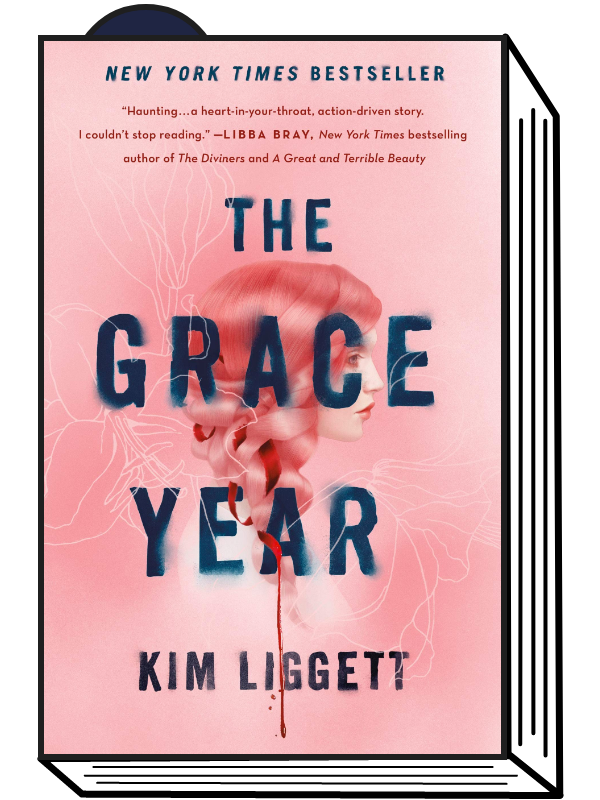 NEW YORK TIMES BESTSELLER
“Haunting…a heart-in-your-throat, action-driven story.
I couldn’t stop reading.” —LIBBA BRAY, New York Times bestselling
author of The Diviners and A Great and Terrible Beauty
THE
GRACE
YEAR
KIM LIGGETT